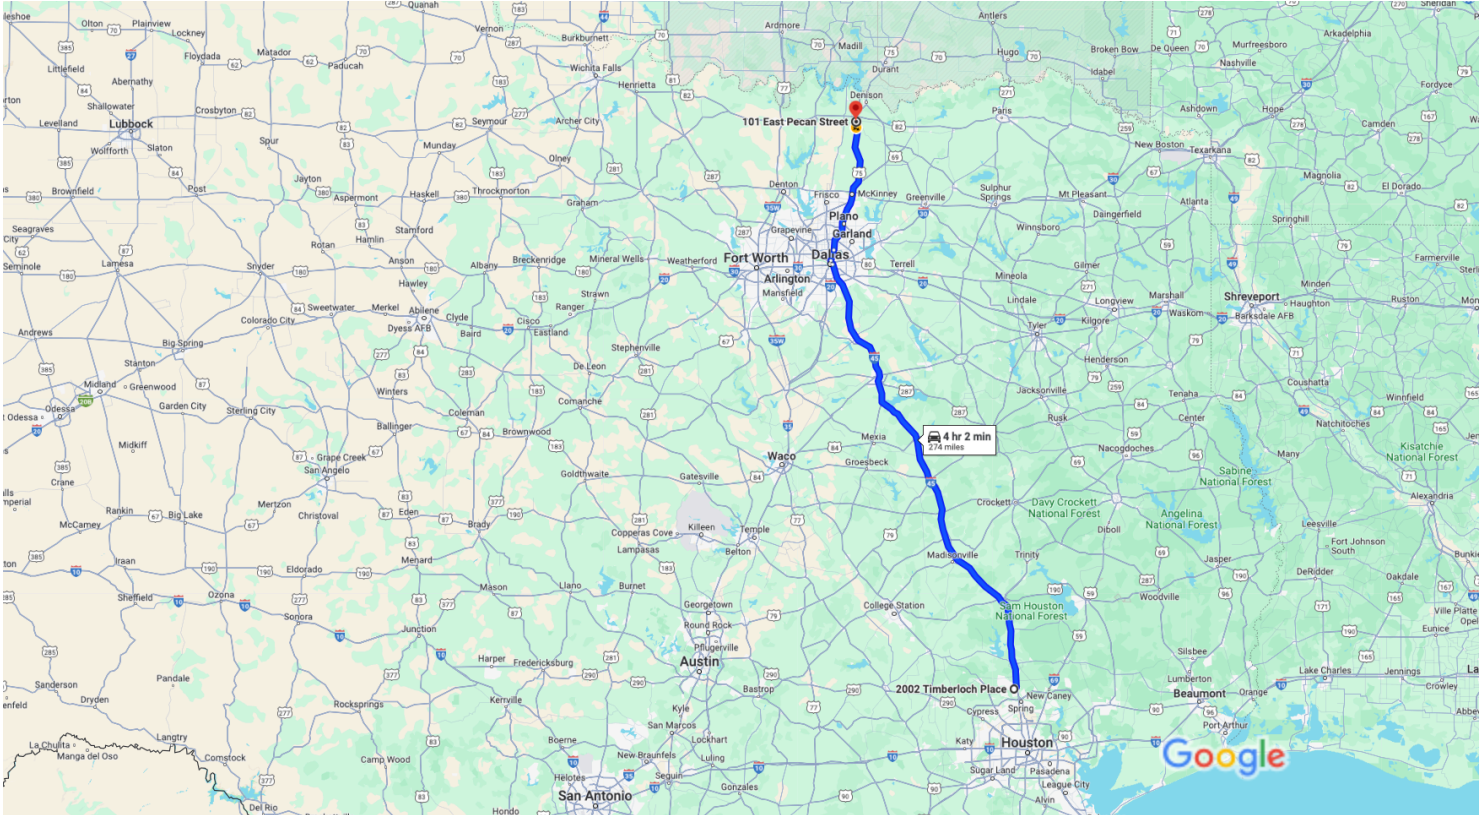 Quanah
Sheridan
Olton
Plainview
Lockney
Floydada
Matador
Paducah
Vernon
Burkburnett
Wichita Falls
Henrietta
Ardmore
Madill
Durant
Antlers
Hugo
Idabel
Broken Bow
De Queen
Murfreesboro
Nashville
Arkadelphia
Fordyce
Littlefield
Abernathy
Shallowater
Levelland
Lubbock
Wolfforth
Slaton
Crosbyton
Spur
Seymour
Archer City
Munday
Olney
Denison
101 East Pecan Street
Paris
Ashdown
Hope
Camden
New Boston
Texarkana
Magnolia
El Dorado
Brownfield
Post
Jayton
Aspermont
Haskell
Throckmorton
Graham
Denton
Frisco
McKinney
Greenville
Sulphur
Springs
Mt Pleasant
Daingerfield
Atlanta
Springhill
Seagraves
City
Seminole
Lamesa
Rotan
Hamlin
Stamford
Anson
Hawley
Albany
Breckenridge
Mineral Wells
Weatherford
Grapevine
Plano
Garland
Fort Worth
Dallas
Arlington
Mansfield
Terrell
Winnsboro
Mineola
Gilmer
Farmerville
Snyder
Sweetwater
Merkel
Abilene
Dyess AFB
Clyde
Baird
Cisco
Eastland
Ranger
Strawn
Lindale
Tyler
Longview
Kilgore
Marshall
Waskom
Shreveport
Haughton
Barksdale AFB
Minden
Ruston
Colorado City
Andrews
Big Spring
Stanton
Midland
Greenwood
Odessa
t Odessa
Garden City
Sterling City
Winters
Ballinger
Coleman
Brownwood
Comanche
De Leon
Stephenville
Henderson
Jacksonville
Rusk
Tenaha
Center
Nacogdoches
Coushatta
Winnfield
Natchitoches
Many
Kisatchie
National Forest
Sabine
National Forest
Midkiff
Crane
Grape Creek
San Angelo
Mertzon
Christoval
Eden
Brady
Goldthwaite
Gatesville
Waco
Mexia
Groesbeck
4 hr 2 min
274 miles
Crockett
Davy Crockett
National Forest
Diboll
Angelina
National Forest
Alexandria
Leesville
Fort Johnson
South
Rankin
McCamey
Big Lake
Iraan
Eldorado
Menard
Mason
Llano
Burnet
Lampasas
Copperas Cove
Killeen
Temple
Belton
Madisonville
Trinity
Jasper
Woodville
DeRidder
Oakdale
Ville Platte
Eunice
Sheffield
Ozona
Sonora
Junction
Harper
Fredericksburg
Georgetown
Round Rock
Pflugerville
Austin
College Station
Sam Houston
National Forest
Silsbee
Lumberton
Beaumont
Orange
Port Arthur
Lake Charles
Jennings
Crowley
Sanderson
Dryden
Pandale
Rocksprings
Kerrville
Kyle
San Marcos
Bastrop
Lockhart
Luling
2002 Timberloch Place
New Caney
Spring
Cypress
Katy
Houston
Sugar Land
Pasadena
League City
Alvin
Langtry
La Chulita
Manga del Oso
Comstock
Camp Wood
Del Rio
Boerne
Helotes
New Braunfels
Seguin
San Antonio
Gonzales
Hondo
Google